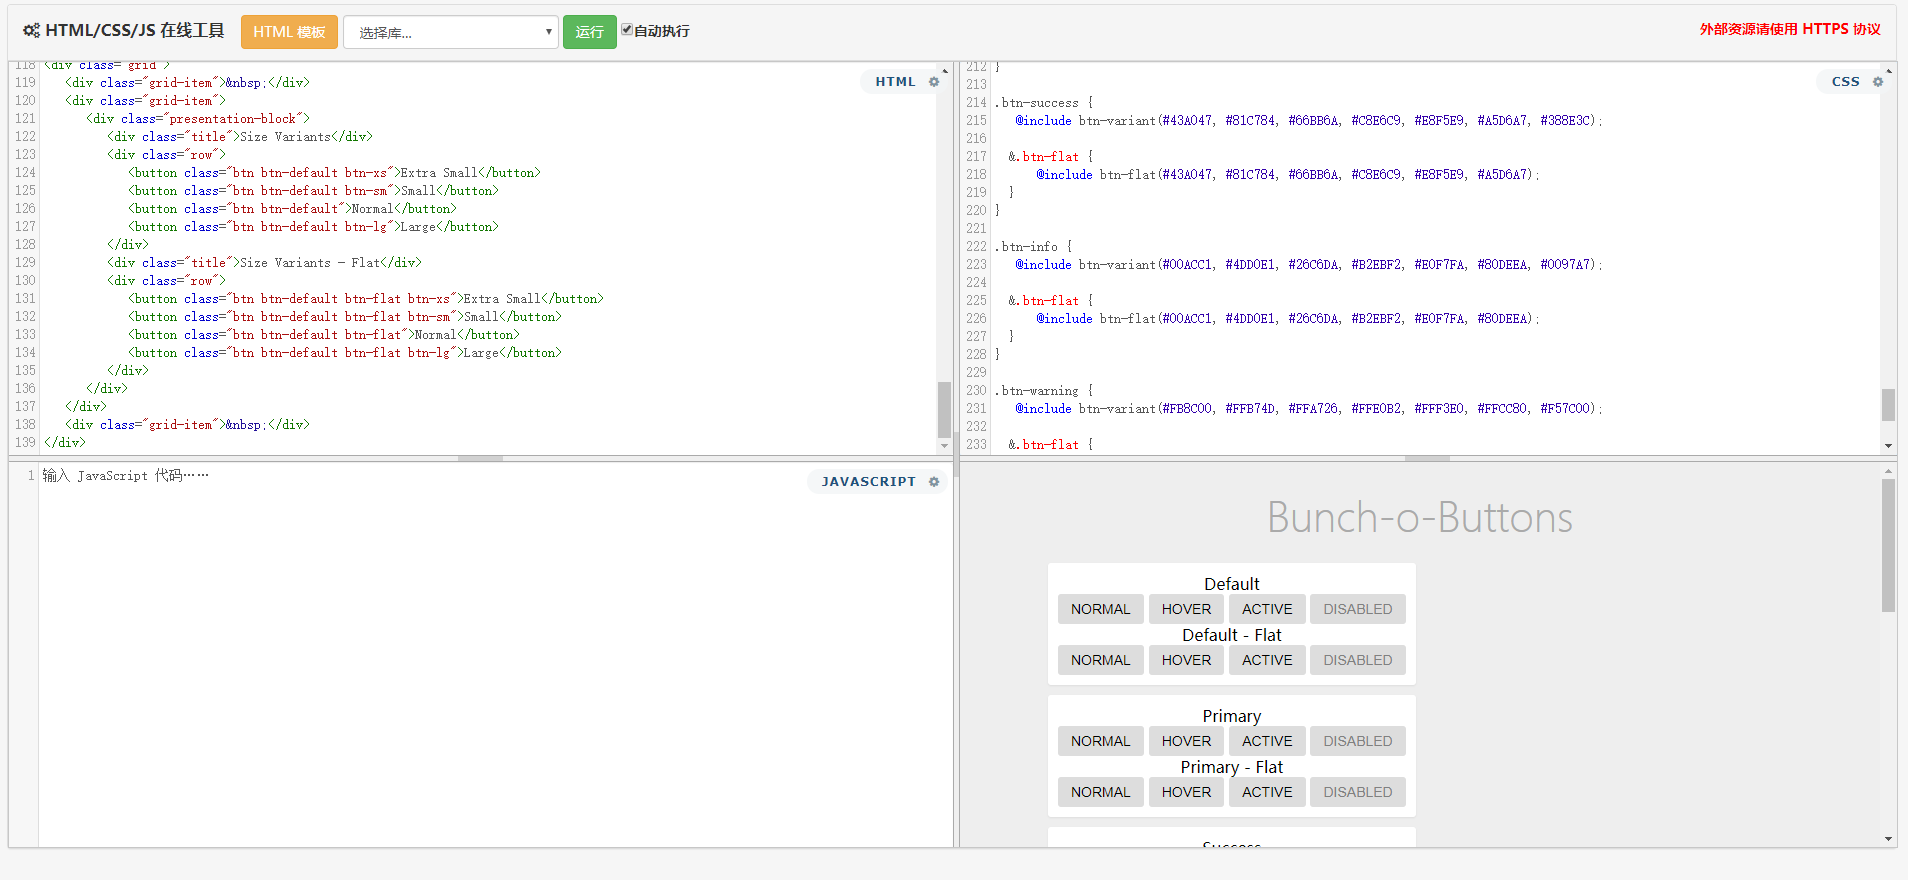 HTML/CSS/JS 在线工具 HTML 模板 选择库... 运行 自动执行 外部资源请使用 HTTPS 协议
118 <div class="grid">
119 <div class="grid-item">&nbsp;</div>
120 <div class="grid-item">
121 <div class="presentation-block">
122 <div class="title">Size Variants</div>
123 <div class="row">
124 <button class="btn btn-default btn-xs">Extra Small</button>
125 <button class="btn btn-default btn-sm">Small</button>
126 <button class="btn btn-default">Normal</button>
127 <button class="btn btn-default btn-lg">Large</button>
128 </div>
129 <div class="title">Size Variants - Flat</div>
130 <div class="row">
131 <button class="btn btn-default btn-flat btn-xs">Extra Small</button>
132 <button class="btn btn-default btn-flat btn-sm">Small</button>
133 <button class="btn btn-default btn-flat">Normal</button>
134 <button class="btn btn-default btn-flat btn-lg">Large</button>
135 </div>
136 </div>
137 </div>
138 <div class="grid-item">&nbsp;</div>
139 </div>
HTML
212 }
213
214 .btn-success {
215 @include btn-variant(#43A047, #81C784, #66BB6A, #C8E6C9, #E8F5E9, #A5D6A7, #388E3C);
216
217 &.btn-flat {
218 @include btn-flat(#43A047, #81C784, #66BB6A, #C8E6C9, #E8F5E9, #A5D6A7);
219 }
220 }
221
222 .btn-info {
223 @include btn-variant(#00ACC1, #4DD0E1, #26C6DA, #B2EBF2, #E0F7FA, #80DEEA, #0097A7);
224
225 &.btn-flat {
226 @include btn-flat(#00ACC1, #4DD0E1, #26C6DA, #B2EBF2, #E0F7FA, #80DEEA);
227 }
228 }
229
230 .btn-warning {
231 @include btn-variant(#FB8C00, #FFB74D, #FFA726, #FFE0B2, #FFF3E0, #FFCC80, #F57C00);
232
233 &.btn-flat {
CSS
1 输入 JavaScript 代码……
JAVASCRIPT
Bunch-o-Buttons
Default
NORMAL HOVER ACTIVE DISABLED
Default - Flat
NORMAL HOVER ACTIVE DISABLED
Primary
NORMAL HOVER ACTIVE DISABLED
Primary - Flat
NORMAL HOVER ACTIVE DISABLED
Success